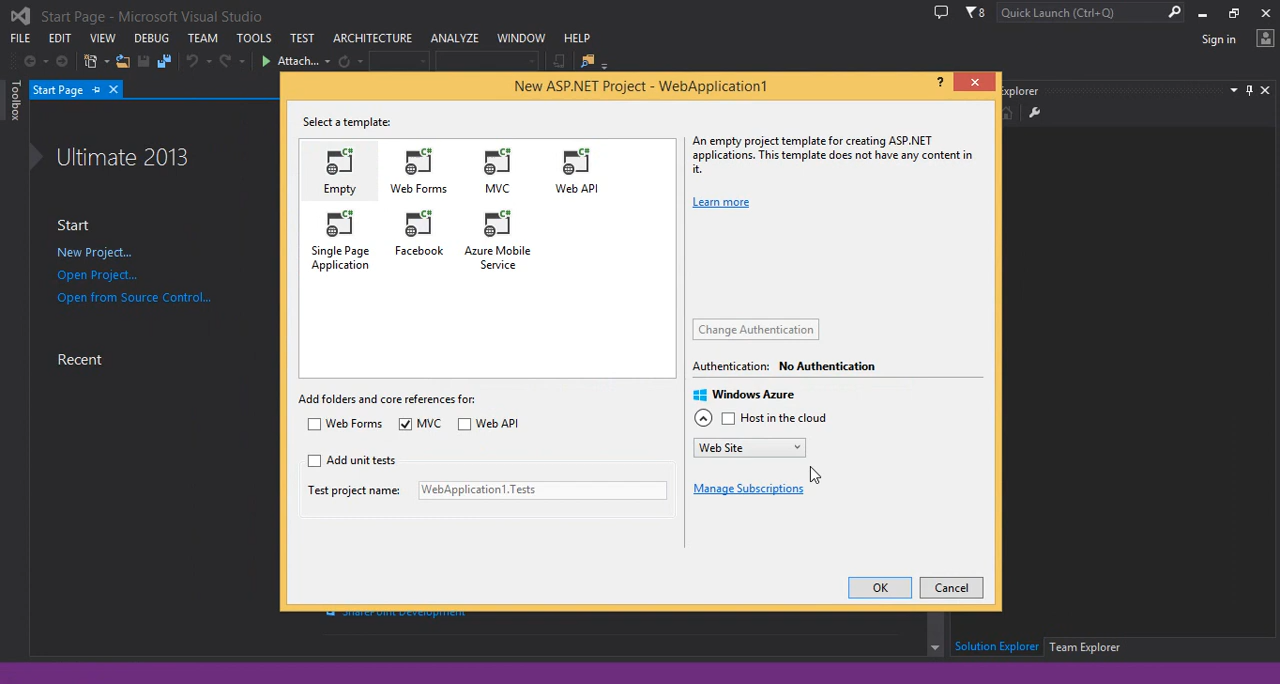 Start Page - Microsoft Visual Studio
8
Quick Launch (Ctrl+Q)
FILE EDIT VIEW DEBUG TEAM TOOLS TEST ARCHITECTURE ANALYZE WINDOW HELP
Sign in
Attach...
Toolbox
Start Page
Explorer
Ultimate 2013
Start
New Project...
Open Project...
Open from Source Control...
Recent
New ASP.NET Project - WebApplication1
?
Select a template:
C# C# C# C#
Empty Web Forms MVC Web API
C# C# C#
Single Page Facebook Azure Mobile
Application Service
An empty project template for creating ASP.NET
applications. This template does not have any content in
it.
Learn more
Change Authentication
Authentication: No Authentication
Windows Azure
Host in the cloud
Web Site
Manage Subscriptions
Add folders and core references for:
Web Forms MVC Web API
Add unit tests
Test project name: WebApplication1.Tests
OK Cancel
SharePoint Development
Solution Explorer Team Explorer